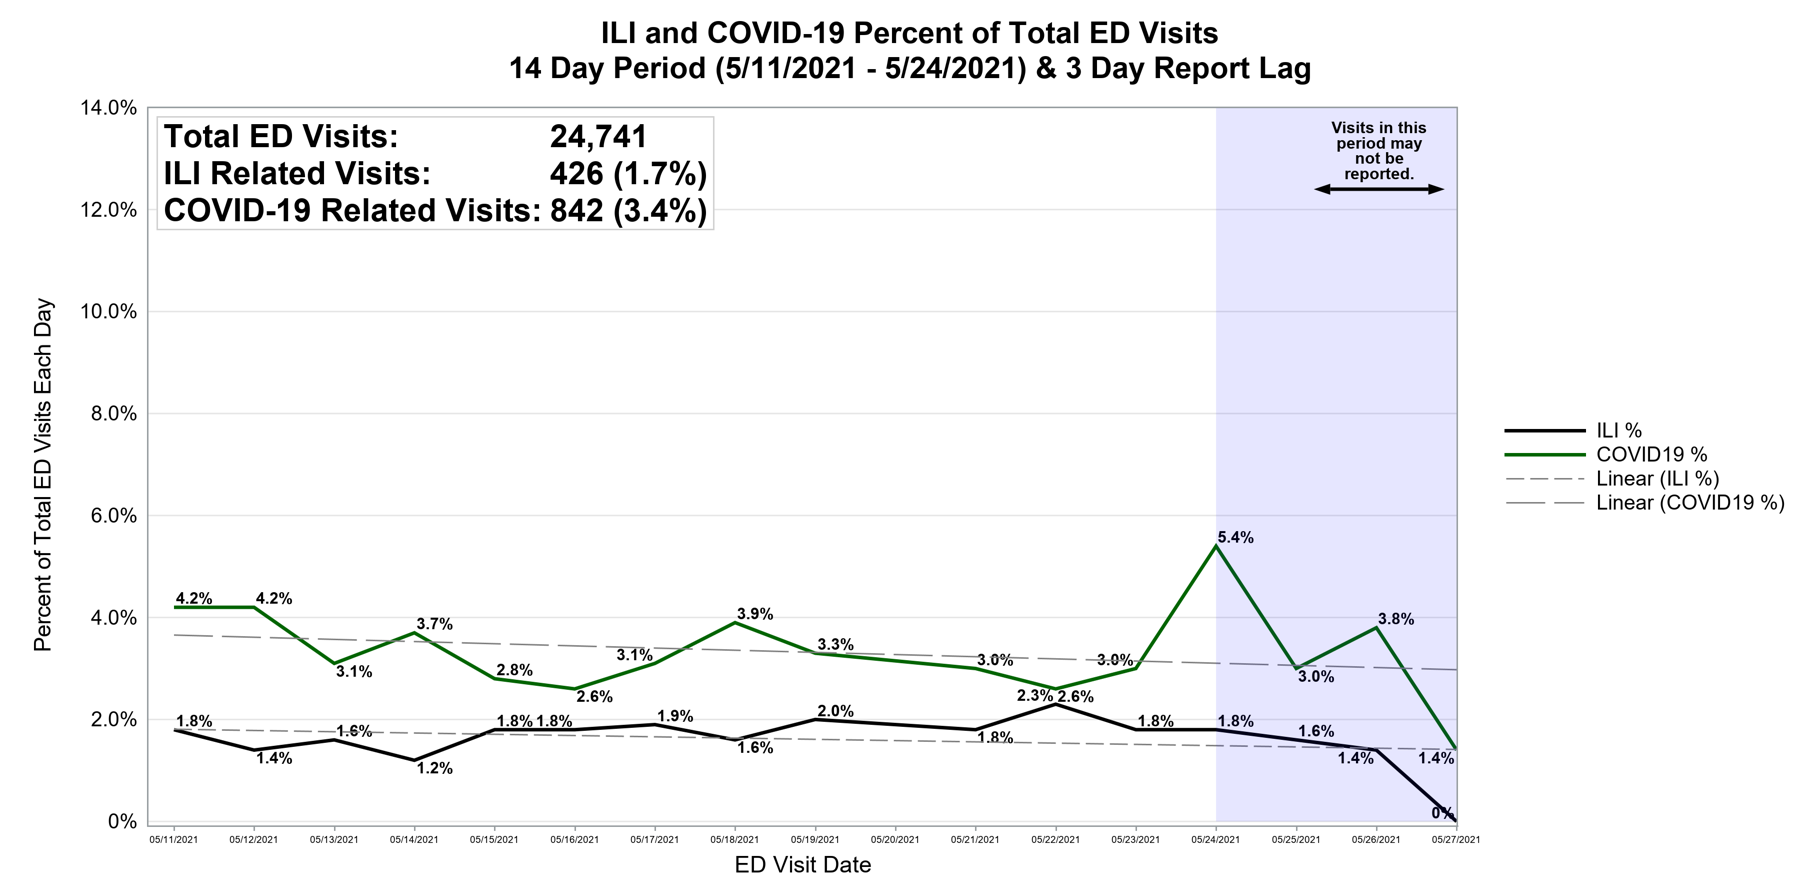 ILI and COVID-19 Percent of Total ED Visits
14 Day Period (5/11/2021 - 5/24/2021) & 3 Day Report Lag
14.0%
12.0%
10.0%
8.0%
6.0%
4.0%
2.0%
0%
Percent of Total ED Visits Each Day
Total ED Visits: 24,741
ILI Related Visits: 426 (1.7%)
COVID-19 Related Visits: 842 (3.4%)
Visits in this
period may
not be
reported.
4.2% 4.2% 3.1% 3.7% 2.8% 2.6% 3.1% 3.9% 3.3% 3.0% 2.6% 3.0% 5.4% 3.0% 3.8% 1.4%
1.8% 1.4% 1.6% 1.2% 1.8% 1.8% 1.9% 1.6% 2.0% 1.8% 2.3% 1.8% 1.8% 1.6% 1.4% 0%
05/11/2021 05/12/2021 05/13/2021 05/14/2021 05/15/2021 05/16/2021 05/17/2021 05/18/2021 05/19/2021 05/20/2021 05/21/2021 05/22/2021 05/23/2021 05/24/2021 05/25/2021 05/26/2021 05/27/2021
ED Visit Date
ILI %
COVID19 %
Linear (ILI %)
Linear (COVID19 %)